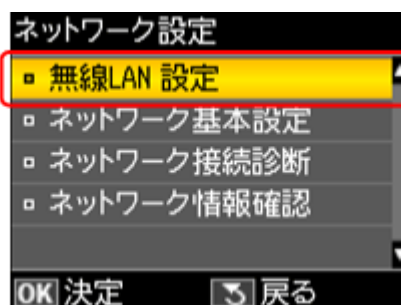 ネットワーク設定
無線LAN 設定
ネットワーク基本設定
ネットワーク接続診断
ネットワーク情報確認
OK 決定 戻る